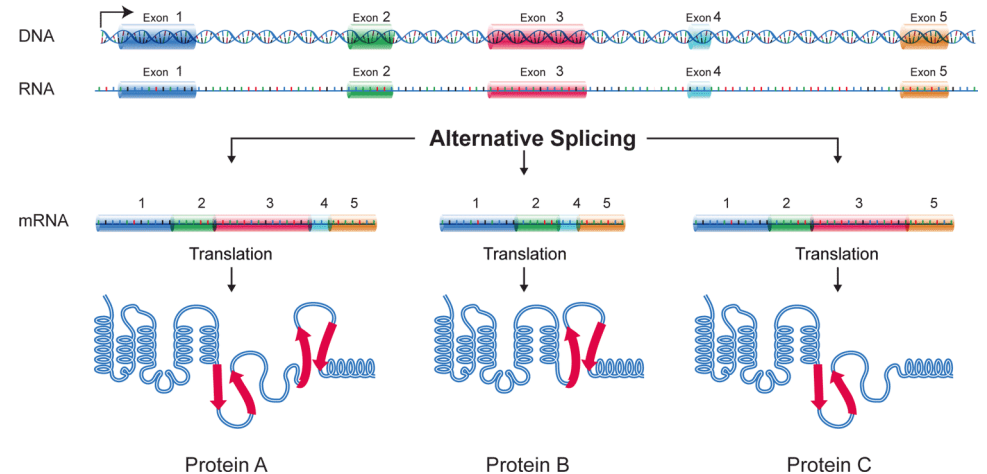 Exon 1 Exon 2 Exon 3 Exon 4 Exon 5
DNA
Exon 1 Exon 2 Exon 3 Exon 4 Exon 5
RNA
Alternative Splicing
1 2 3 4 5 1 2 4 5 1 2 3 5
mRNA
Translation Translation Translation
Protein A Protein B Protein C